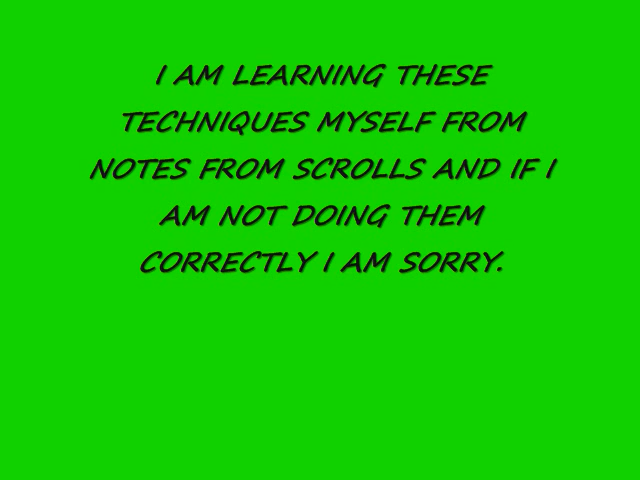 I AM LEARNING THESE
TECHNIQUES MYSELF FROM
NOTES FROM SCROLLS AND IF I
AM NOT DOING THEM
CORRECTLY I AM SORRY.